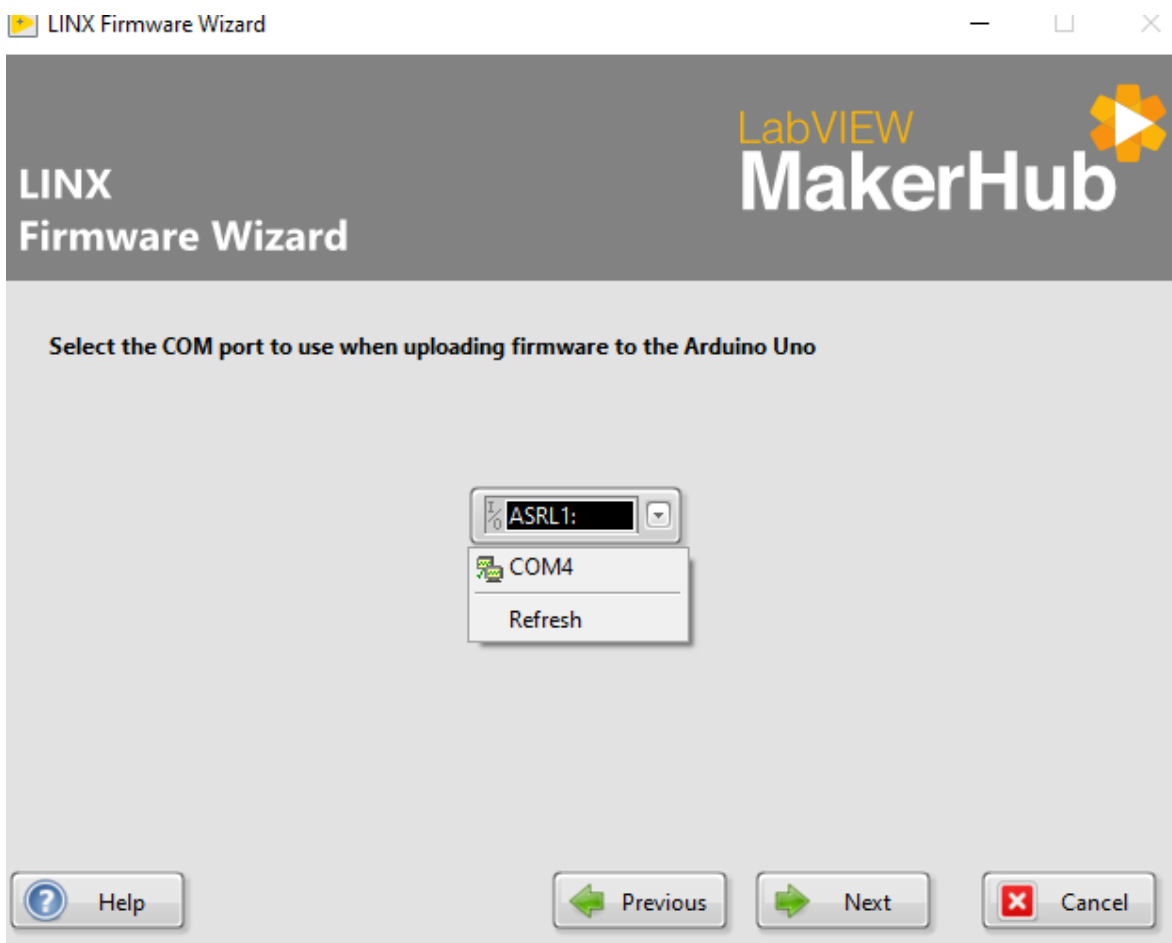 LINX Firmware Wizard
LabVIEW
MakerHub
LINX
Firmware Wizard
Select the COM port to use when uploading firmware to the Arduino Uno
I/O ASRL1:
COM4
Refresh
Help
Previous
Next
Cancel